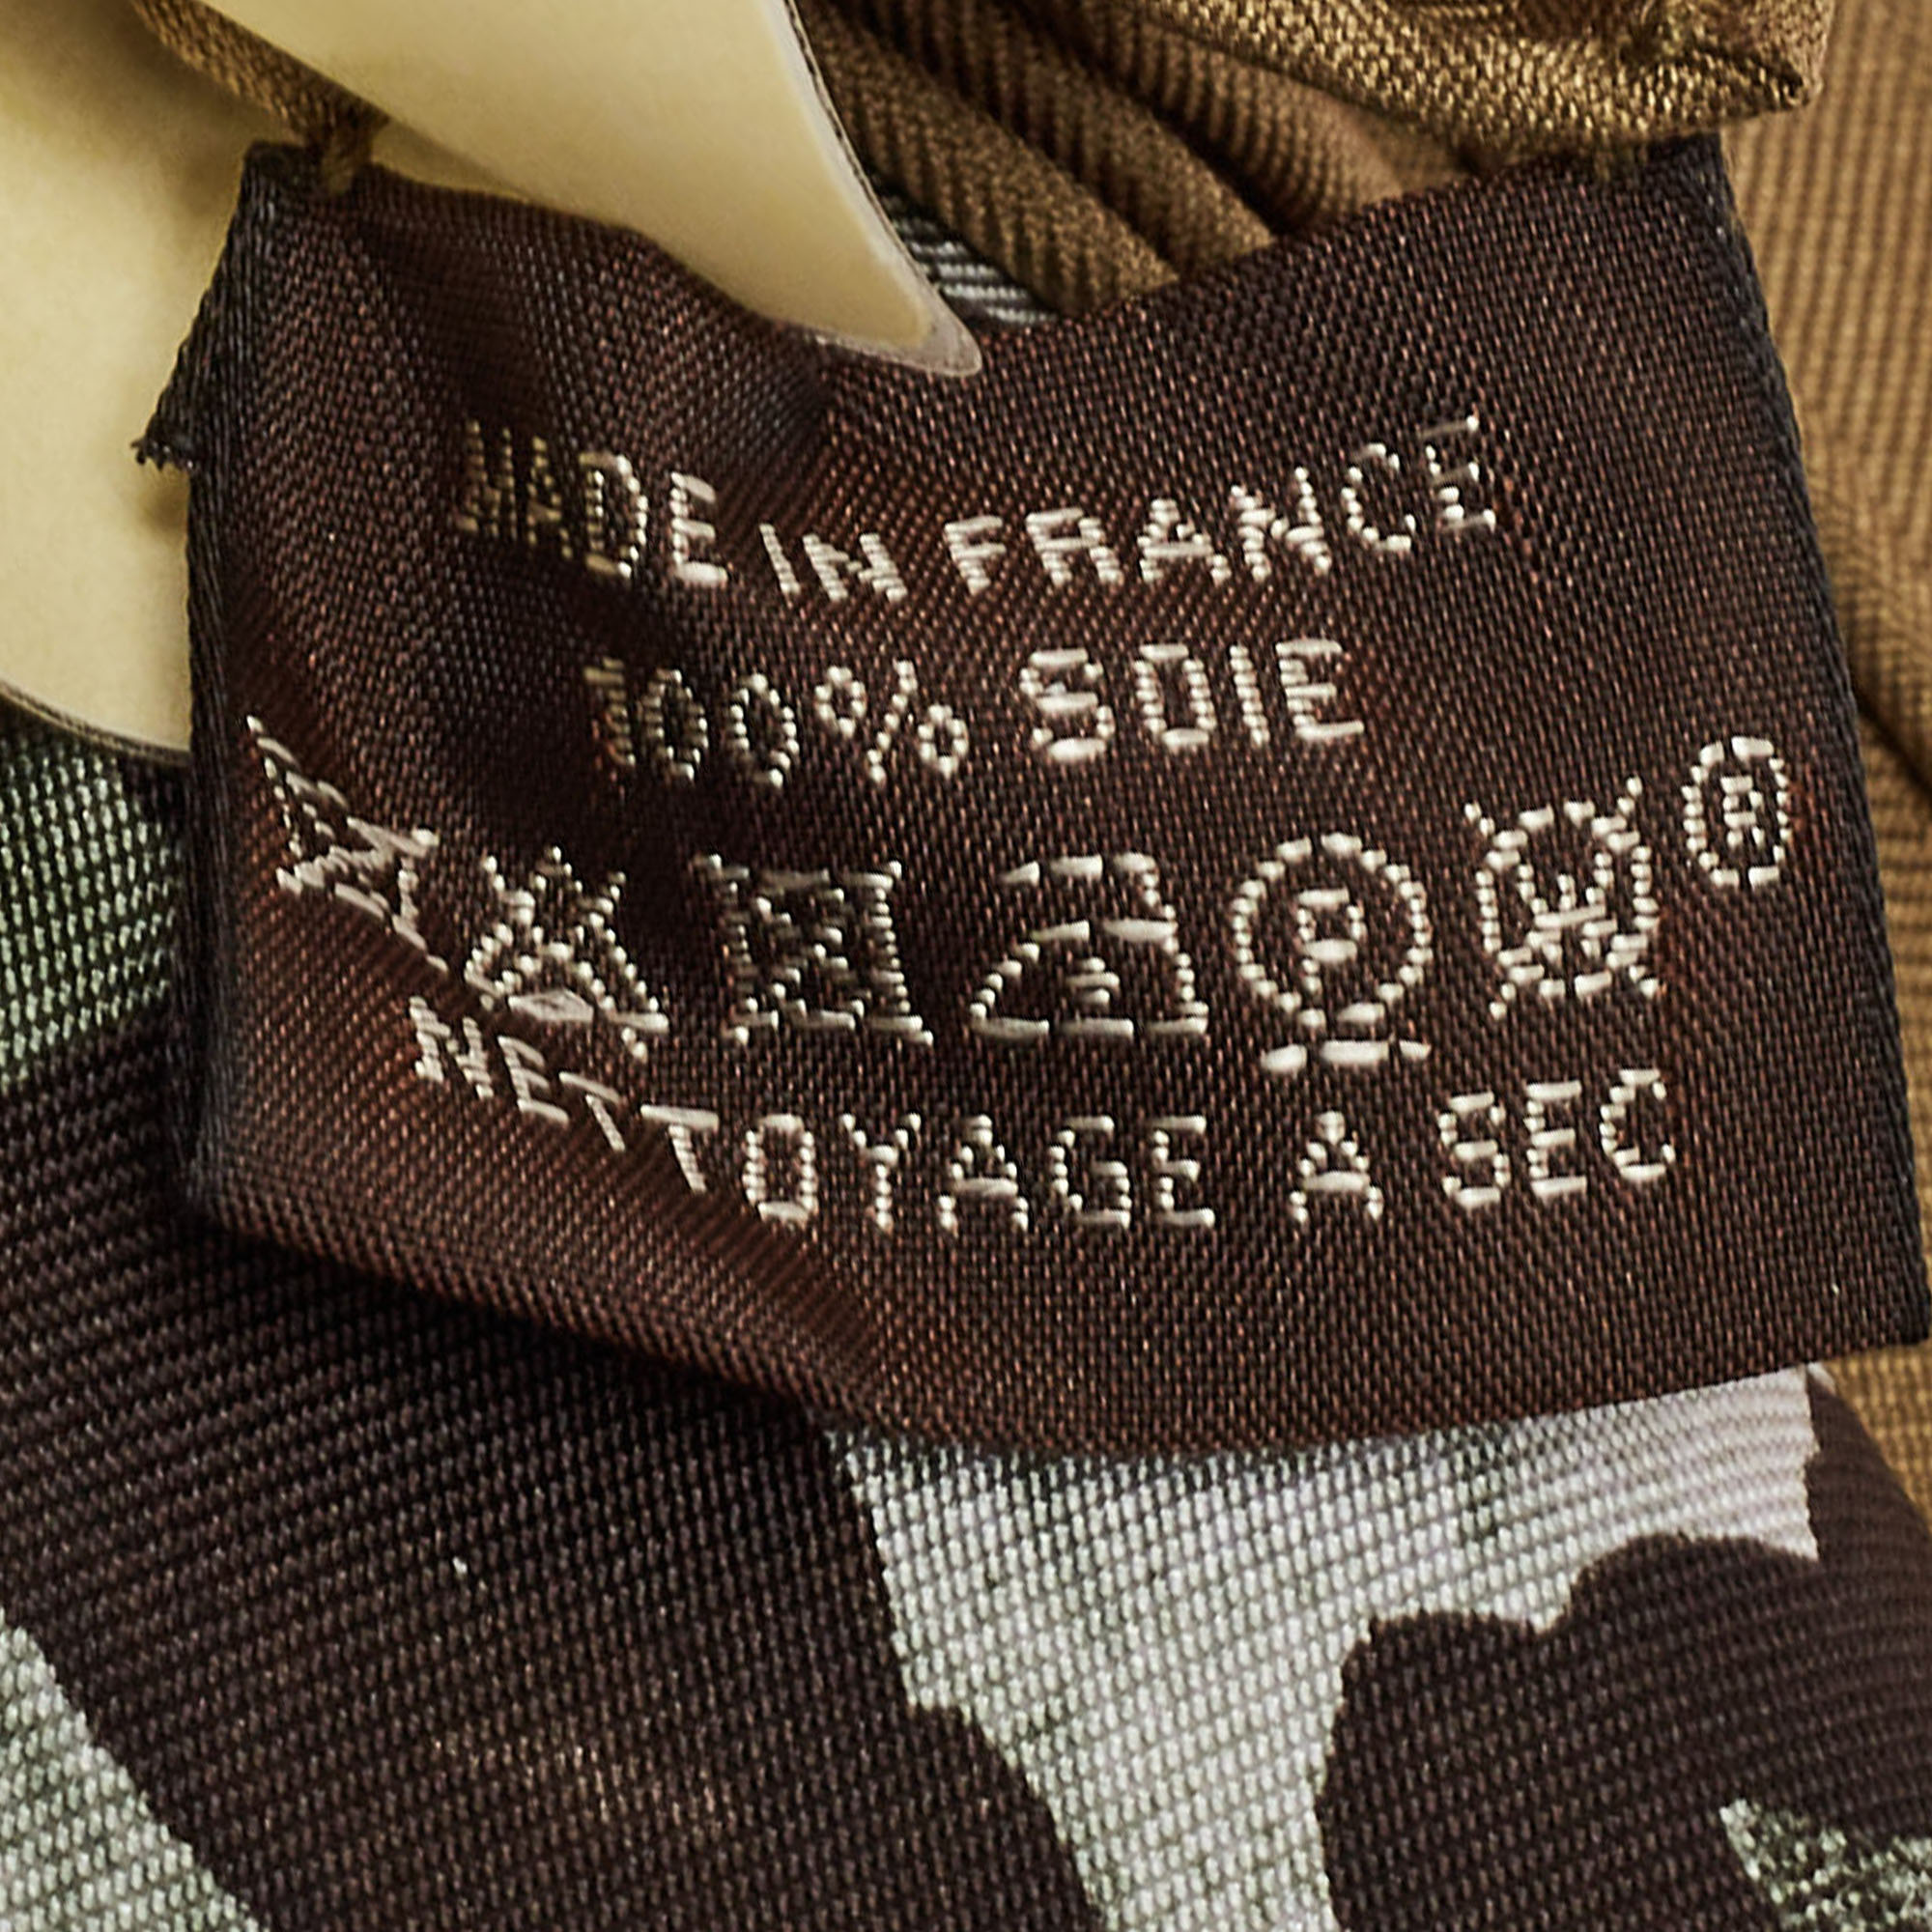 MADE IN FRANCE
100% SOIE
P W ®
NETTOYAGE A SEC